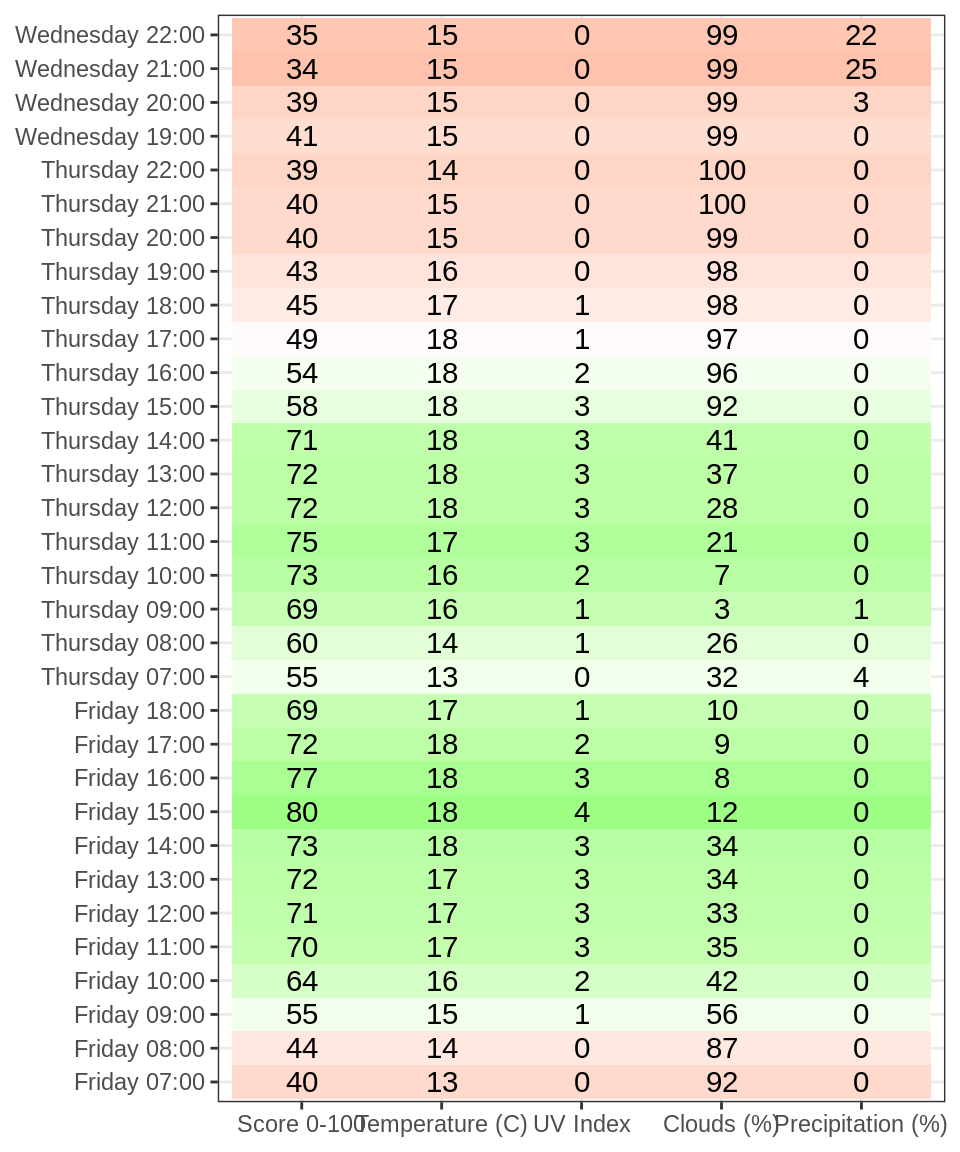 Wednesday 22:00 35 15 0 99 22
Wednesday 21:00 34 15 0 99 25
Wednesday 20:00 39 15 0 99 3
Wednesday 19:00 41 15 0 99 0
Thursday 22:00 39 14 0 100 0
Thursday 21:00 40 15 0 100 0
Thursday 20:00 40 15 0 99 0
Thursday 19:00 43 16 0 98 0
Thursday 18:00 45 17 1 98 0
Thursday 17:00 49 18 1 97 0
Thursday 16:00 54 18 2 96 0
Thursday 15:00 58 18 3 92 0
Thursday 14:00 71 18 3 41 0
Thursday 13:00 72 18 3 37 0
Thursday 12:00 72 18 3 28 0
Thursday 11:00 75 17 3 21 0
Thursday 10:00 73 16 2 7 0
Thursday 09:00 69 16 1 3 1
Thursday 08:00 60 14 1 26 0
Thursday 07:00 55 13 0 32 4
Friday 18:00 69 17 1 10 0
Friday 17:00 72 18 2 9 0
Friday 16:00 77 18 3 8 0
Friday 15:00 80 18 4 12 0
Friday 14:00 73 18 3 34 0
Friday 13:00 72 17 3 34 0
Friday 12:00 71 17 3 33 0
Friday 11:00 70 17 3 35 0
Friday 10:00 64 16 2 42 0
Friday 09:00 55 15 1 56 0
Friday 08:00 44 14 0 87 0
Friday 07:00 40 13 0 92 0
Score 0-100 Temperature (C) UV Index Clouds (%) Precipitation (%)